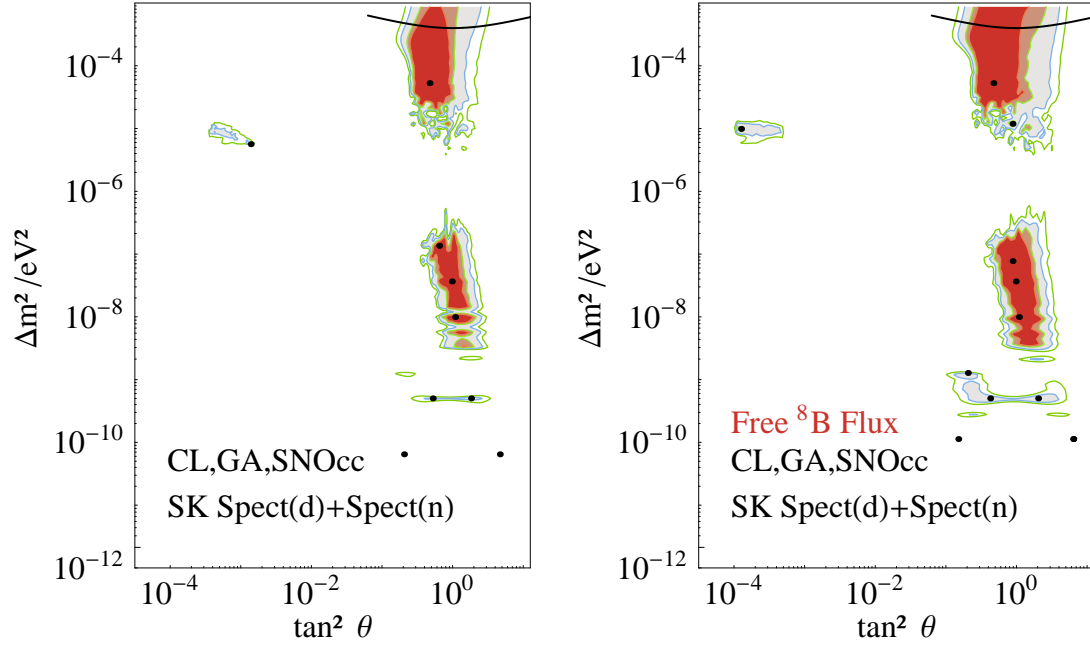 10⁻⁴
10⁻⁶
10⁻⁸
10⁻¹⁰
10⁻¹²
Δm² /eV²
CL,GA,SNOcc
SK Spect(d)+Spect(n)
10⁻⁴
10⁻²
10⁰
tan² θ
10⁻⁴
10⁻⁶
10⁻⁸
10⁻¹⁰
10⁻¹²
Δm² /eV²
Free ⁸B Flux
CL,GA,SNOcc
SK Spect(d)+Spect(n)
10⁻⁴
10⁻²
10⁰
tan² θ